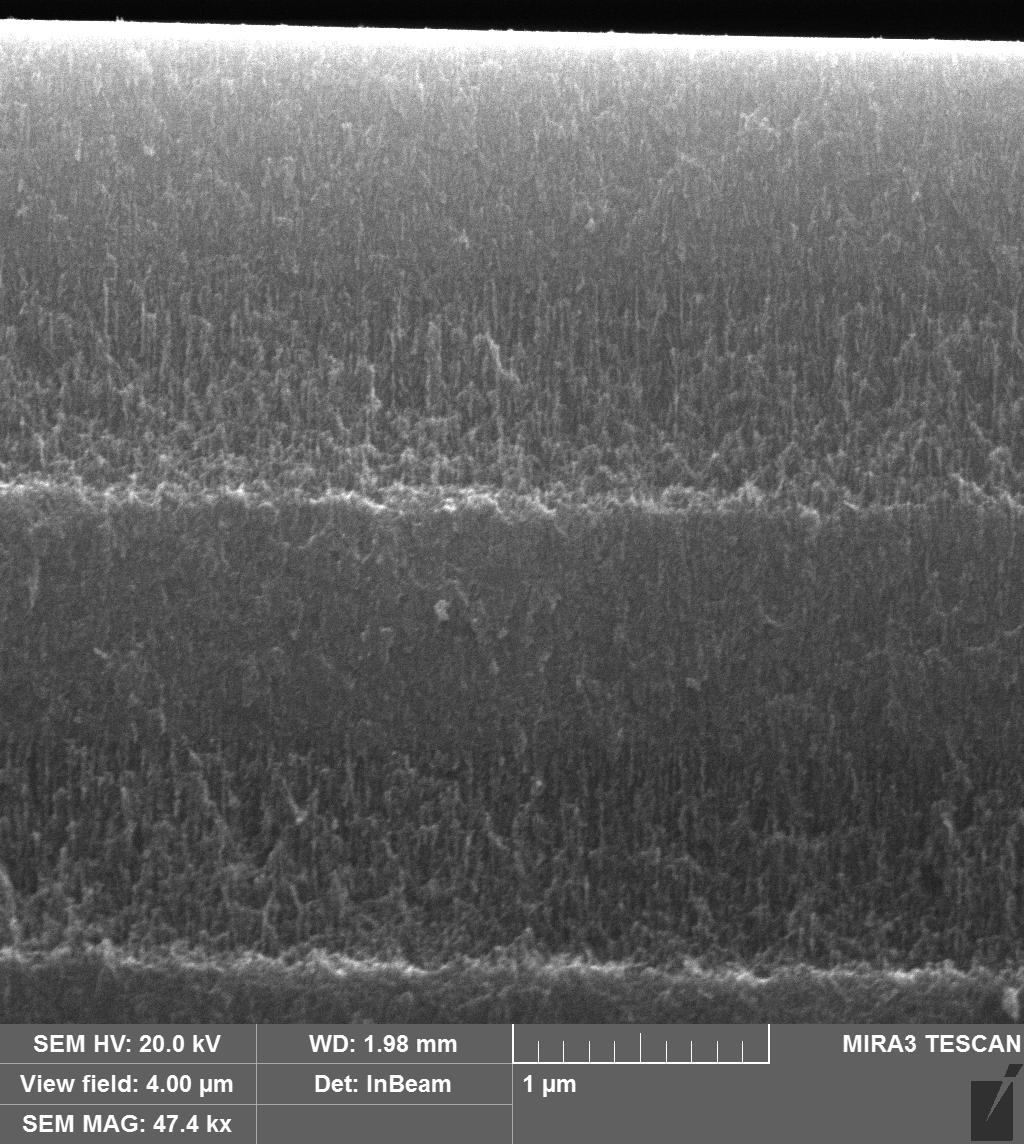 SEM HV: 20.0 kV
WD: 1.98 mm
MIRA3 TESCAN
View field: 4.00 µm
Det: InBeam
1 µm
SEM MAG: 47.4 kx